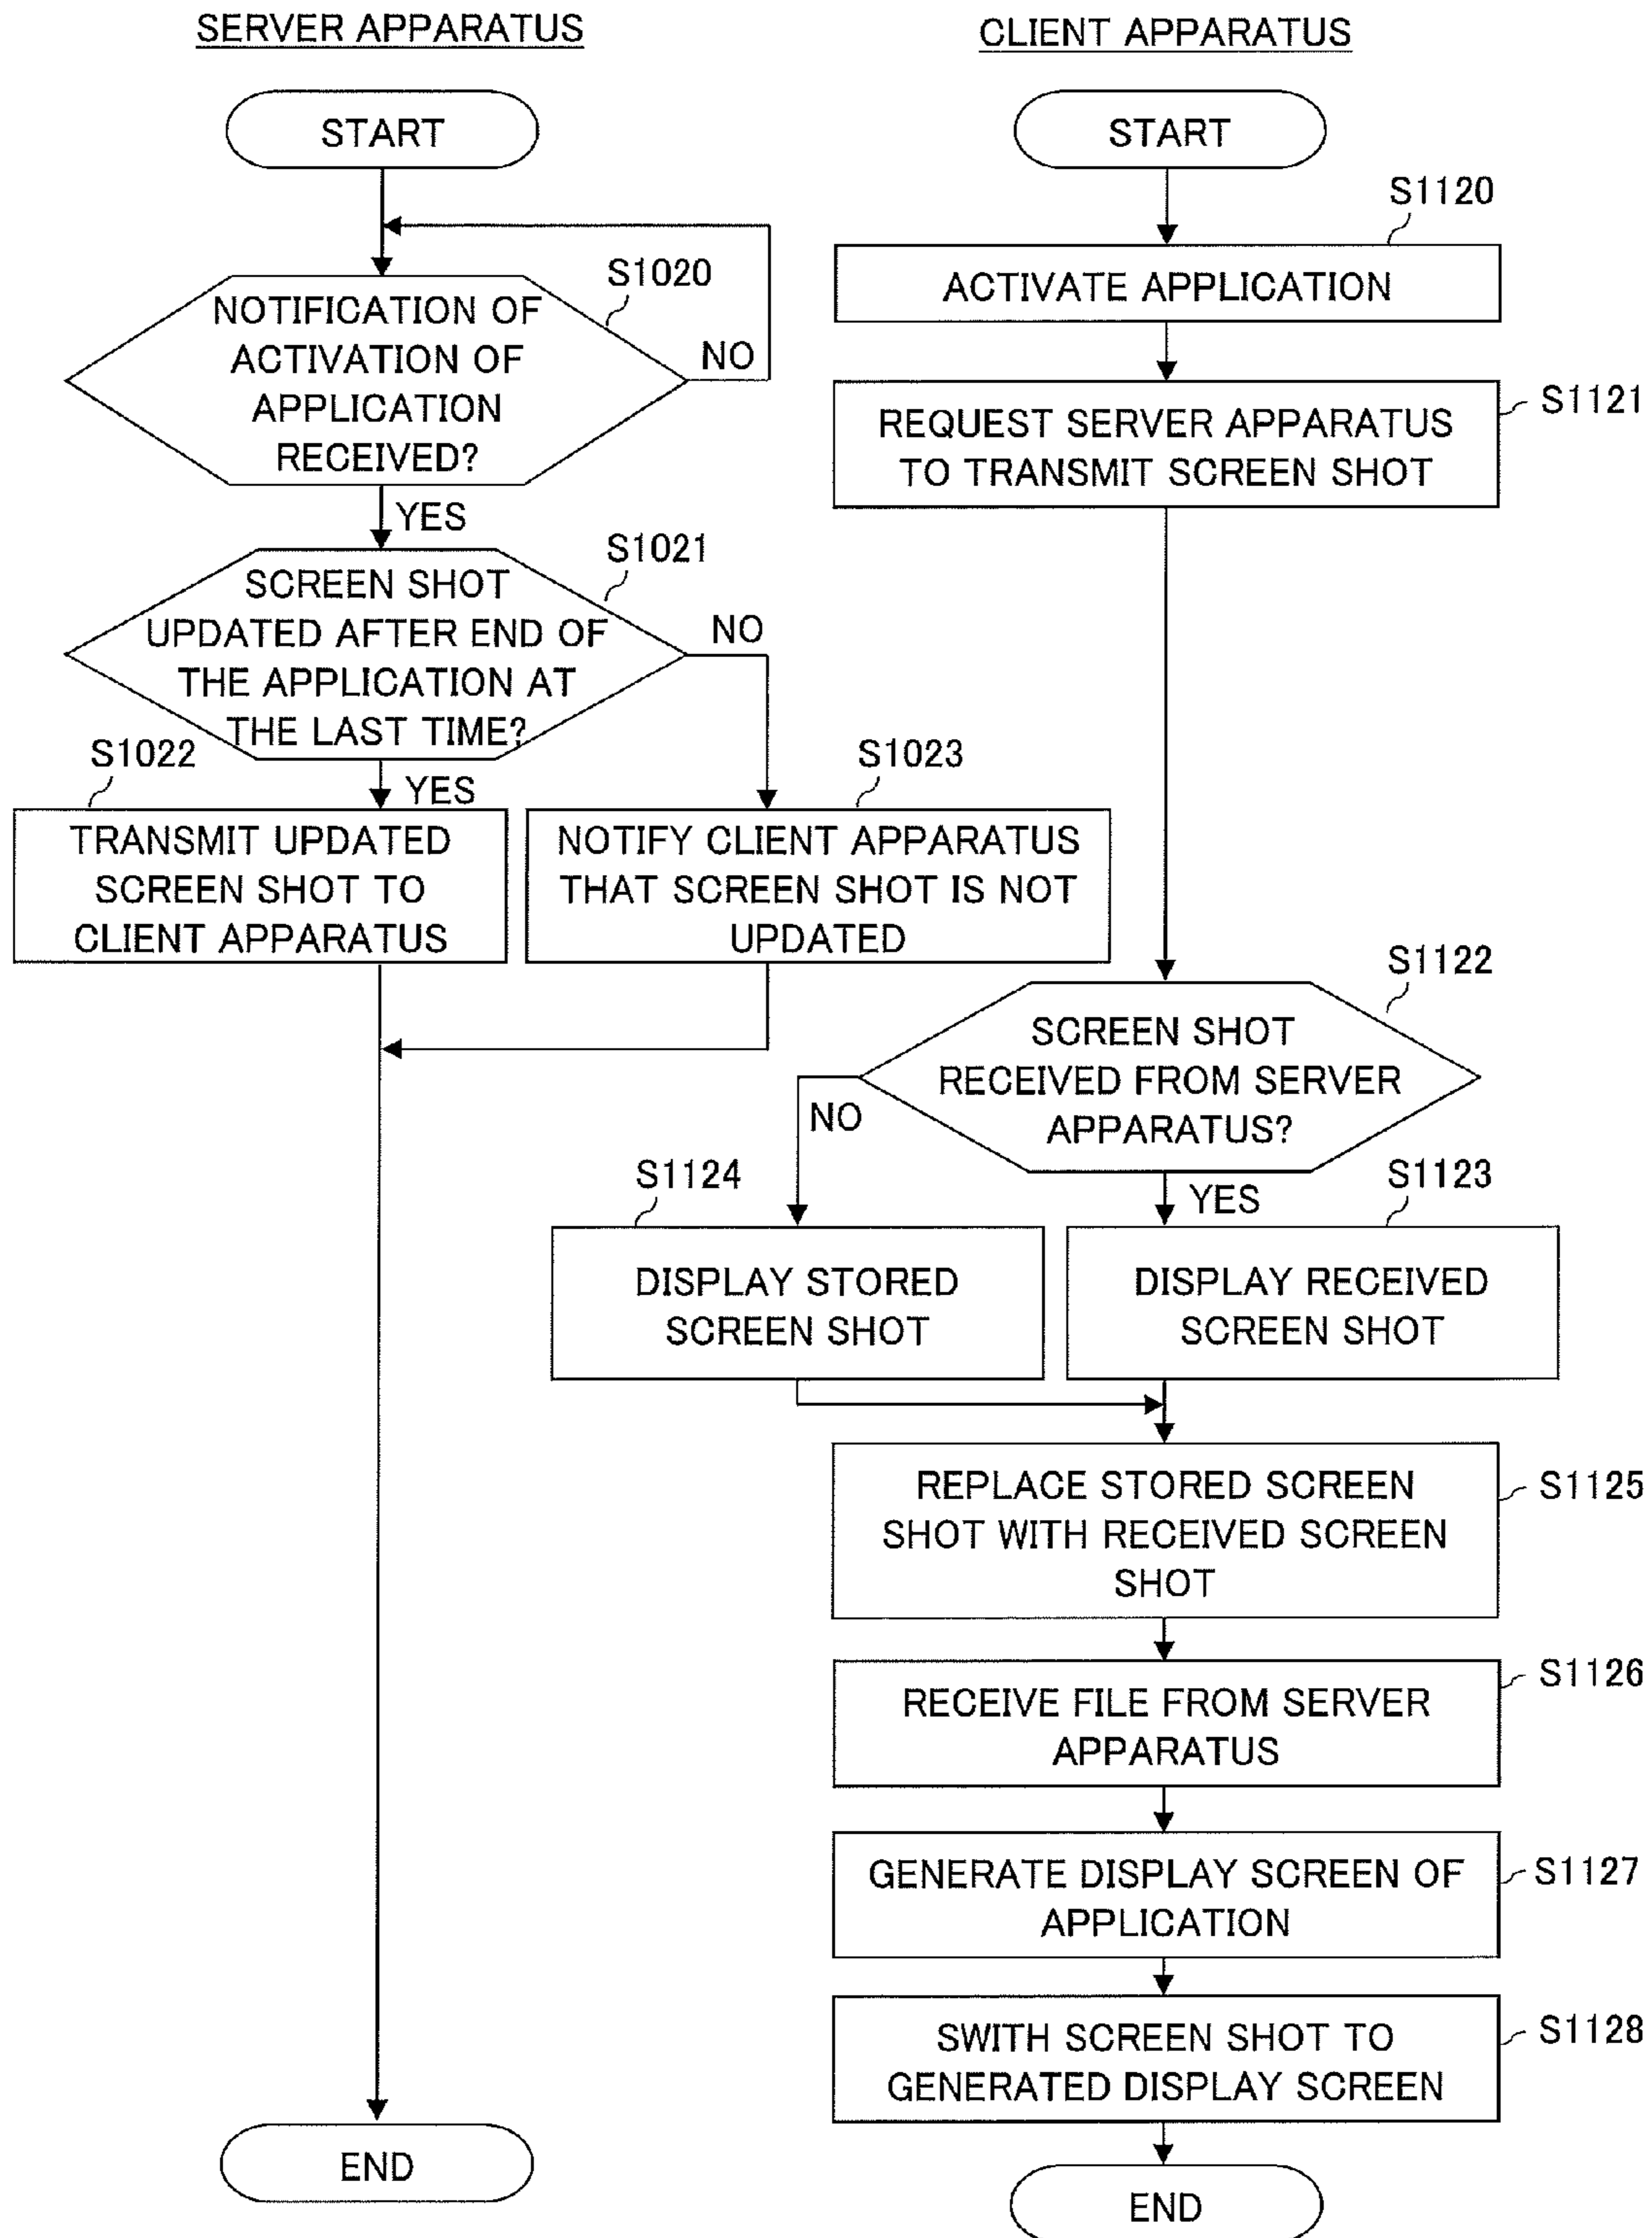 SERVER APPARATUS
START
S1020
NOTIFICATION OF
ACTIVATION OF
APPLICATION
RECEIVED?
NO
YES
S1021
SCREEN SHOT
UPDATED AFTER END OF
THE APPLICATION AT
THE LAST TIME?
NO
YES
S1022
TRANSMIT UPDATED
SCREEN SHOT TO
CLIENT APPARATUS
S1023
NOTIFY CLIENT APPARATUS
THAT SCREEN SHOT IS NOT
UPDATED
END
CLIENT APPARATUS
START
S1120
ACTIVATE APPLICATION
S1121
REQUEST SERVER APPARATUS
TO TRANSMIT SCREEN SHOT
S1122
SCREEN SHOT
RECEIVED FROM SERVER
APPARATUS?
NO
YES
S1124
DISPLAY STORED
SCREEN SHOT
S1123
DISPLAY RECEIVED
SCREEN SHOT
S1125
REPLACE STORED SCREEN
SHOT WITH RECEIVED SCREEN
SHOT
S1126
RECEIVE FILE FROM SERVER
APPARATUS
S1127
GENERATE DISPLAY SCREEN OF
APPLICATION
S1128
SWITH SCREEN SHOT TO
GENERATED DISPLAY SCREEN
END